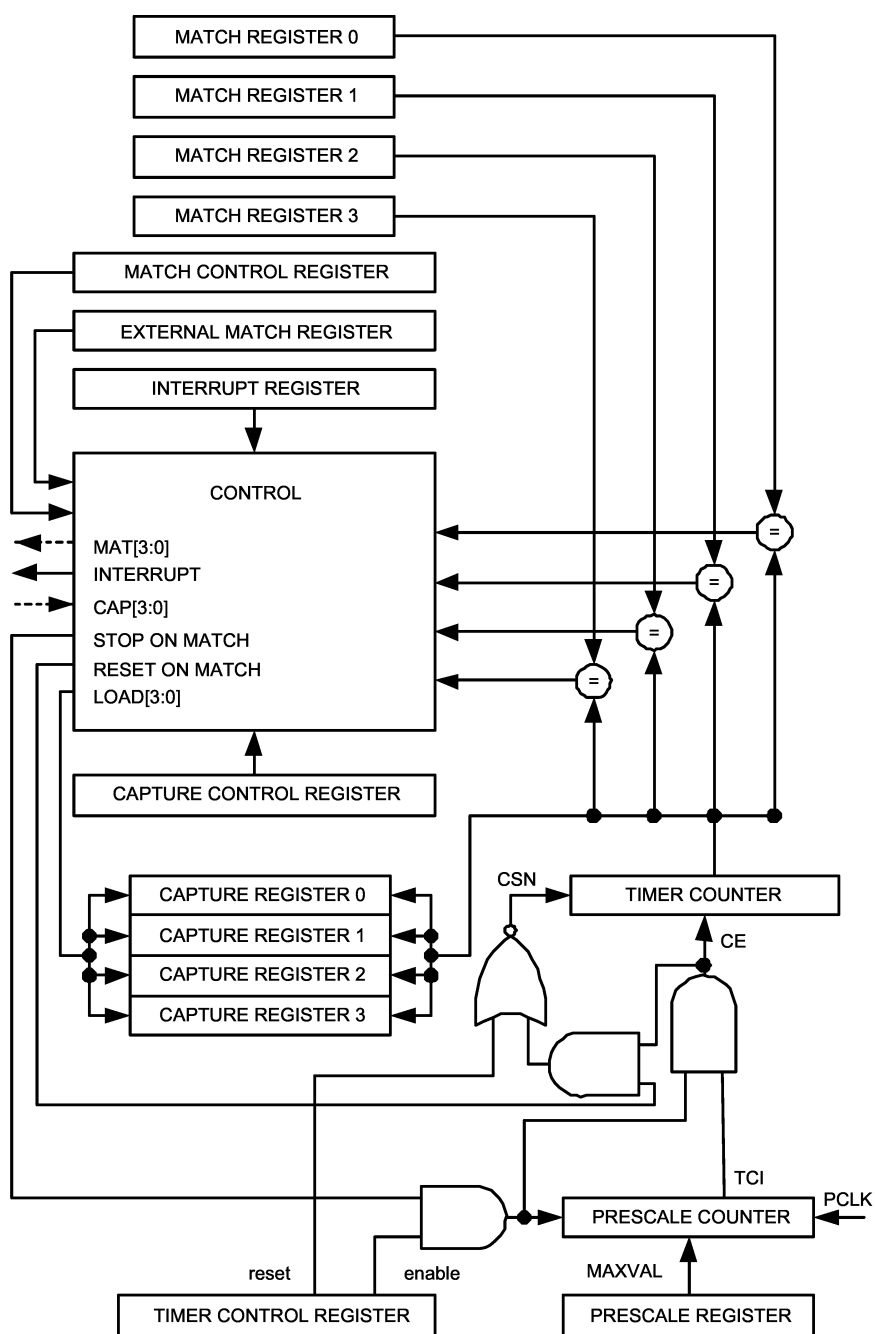 MATCH REGISTER 0
MATCH REGISTER 1
MATCH REGISTER 2
MATCH REGISTER 3
MATCH CONTROL REGISTER
EXTERNAL MATCH REGISTER
INTERRUPT REGISTER
CONTROL
MAT[3:0]
INTERRUPT
CAP[3:0]
STOP ON MATCH
RESET ON MATCH
LOAD[3:0]
=
=
=
=
CAPTURE CONTROL REGISTER
CAPTURE REGISTER 0
CAPTURE REGISTER 1
CAPTURE REGISTER 2
CAPTURE REGISTER 3
CSN
TIMER COUNTER
CE
TCI
PCLK
PRESCALE COUNTER
reset
enable
MAXVAL
TIMER CONTROL REGISTER
PRESCALE REGISTER